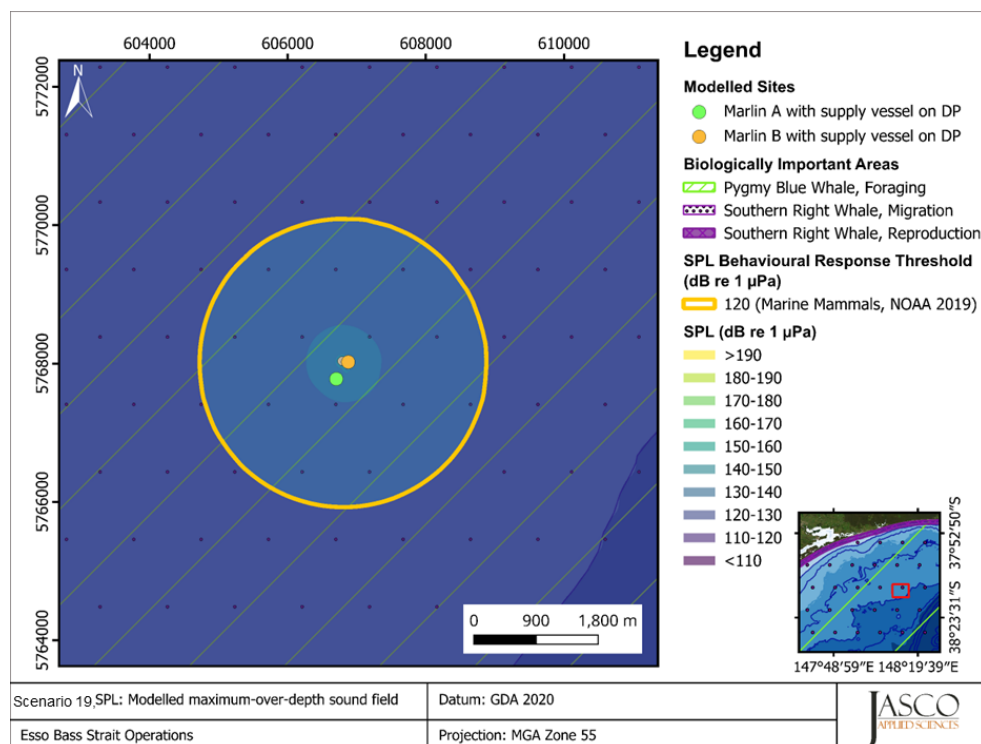 604000 606000 608000 610000
5772000
5770000
5768000
5766000
5764000
N
0 900 1,800 m
Legend
Modelled Sites
Marlin A with supply vessel on DP
Marlin B with supply vessel on DP
Biologically Important Areas
Pygmy Blue Whale, Foraging
Southern Right Whale, Migration
Southern Right Whale, Reproduction
SPL Behavioural Response Threshold
(dB re 1 µPa)
120 (Marine Mammals, NOAA 2019)
SPL (dB re 1 µPa)
>190
180-190
170-180
160-170
150-160
140-150
130-140
120-130
110-120
<110
37°52'50"S
38°23'31"S
147°48'59"E 148°19'39"E
Scenario 19,SPL: Modelled maximum-over-depth sound field
Datum: GDA 2020
Esso Bass Strait Operations
Projection: MGA Zone 55
JASCO
APPLIED SCIENCES